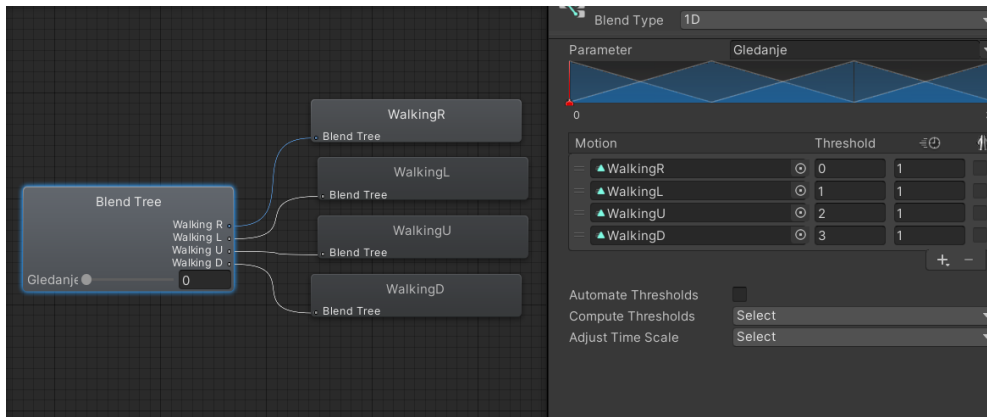 WalkingR
Blend Tree
WalkingL
Blend Tree
WalkingU
Blend Tree
WalkingD
Blend Tree
Blend Tree
Walking R
Walking L
Walking U
Walking D
Gledanje 0
Blend Type 1D
Parameter Gledanje
0
Motion Threshold
WalkingR 0 1
WalkingL 1 1
WalkingU 2 1
WalkingD 3 1
+ -
Automate Thresholds
Compute Thresholds Select
Adjust Time Scale Select